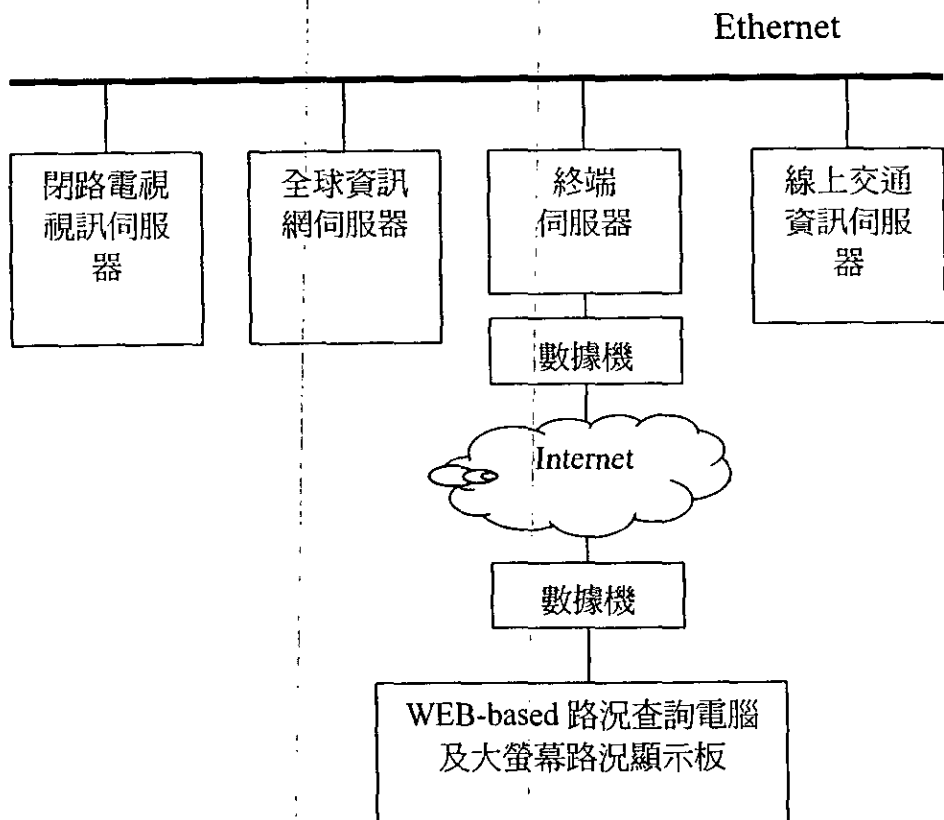 Ethernet
閉路電視
視訊伺服
器
全球資訊
網伺服器
終端
伺服器
線上交通
資訊伺服
器
數據機
Internet
數據機
WEB-based 路況查詢電腦
及大螢幕路況顯示板